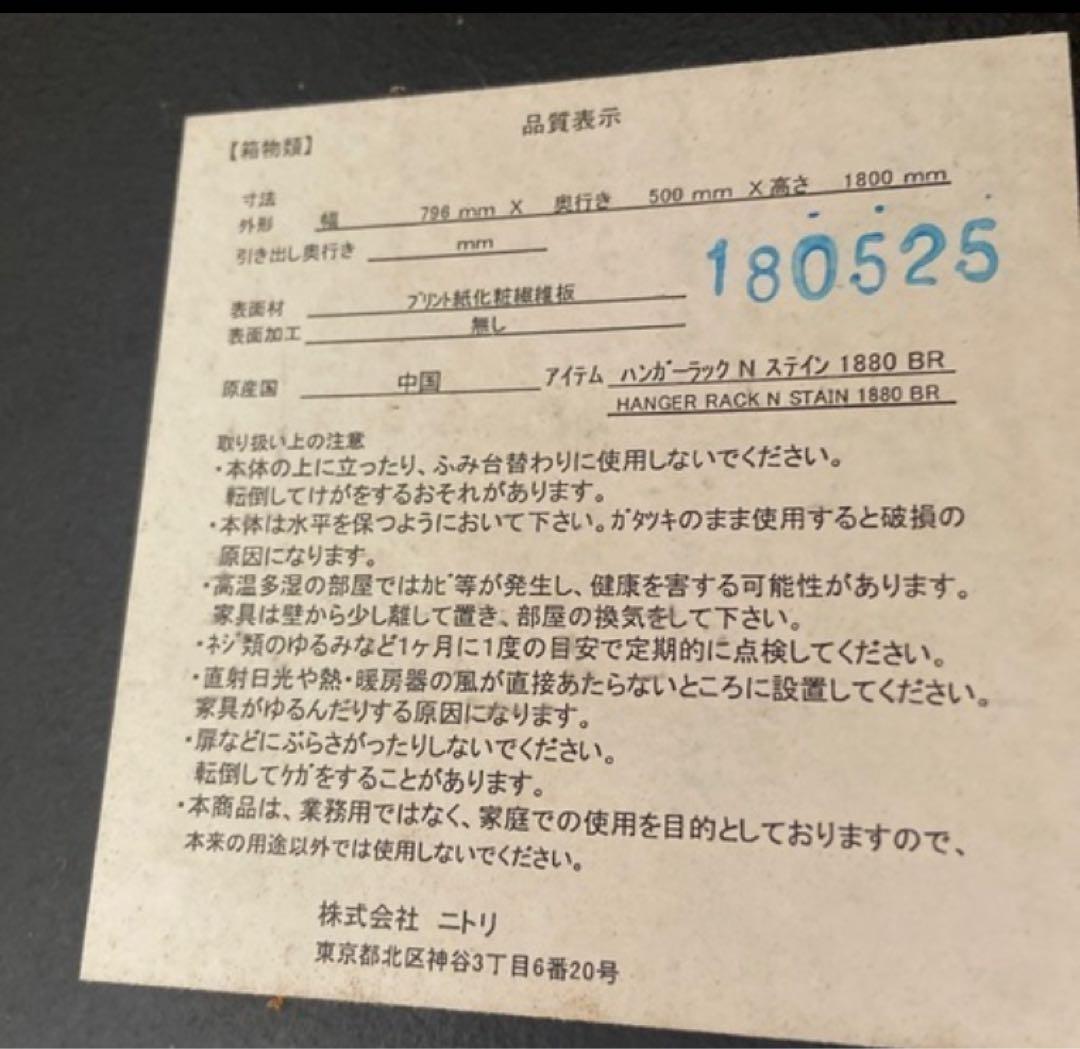 品質表示
【箱物類】
寸法
外形 幅 796 mm X 奥行き 500 mm X 高さ 1800 mm
引き出し奥行き mm
180525
表面材 プリント紙化粧繊維板
表面加工 無し
原産国 中国 アイテム ハンガーラック N ステイン 1880 BR
HANGER RACK N STAIN 1880 BR
取り扱い上の注意
・本体の上に立ったり、ふみ台替わりに使用しないでください。
転倒してけがをするおそれがあります。
・本体は水平を保つようにおいて下さい。ガタツキのまま使用すると破損の
原因になります。
・高温多湿の部屋ではカビ等が発生し、健康を害する可能性があります。
家具は壁から少し離して置き、部屋の換気をして下さい。
・ネジ類のゆるみなど1ヶ月に1度の目安で定期的に点検してください。
・直射日光や熱・暖房器の風が直接あたらないところに設置してください。
家具がゆるんだりする原因になります。
・扉などにぶらさがったりしないでください。
転倒してケガをすることがあります。
・本商品は、業務用ではなく、家庭での使用を目的としておりますので、
本来の用途以外では使用しないでください。
株式会社 ニトリ
東京都北区神谷3丁目6番20号